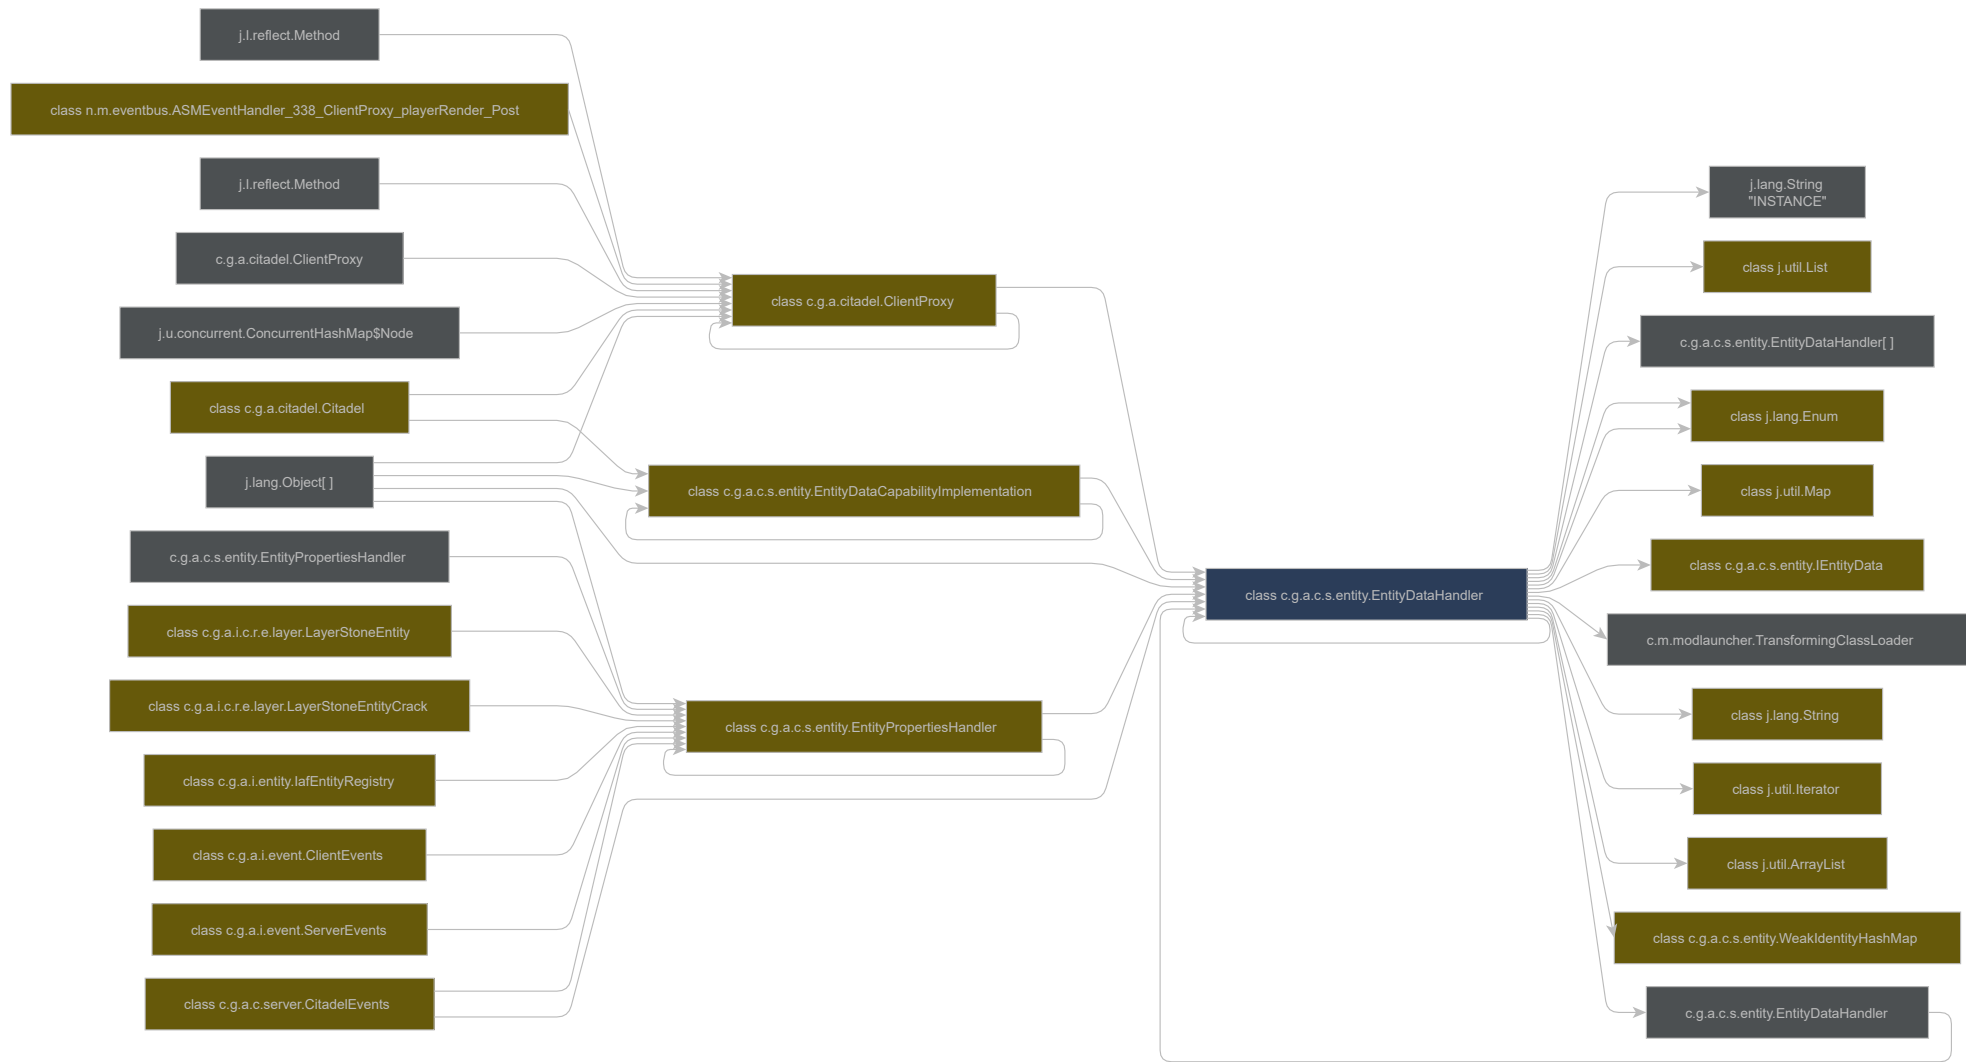 j.l.reflect.Method
class n.m.eventbus.ASMEventHandler_338_ClientProxy_playerRender_Post
j.l.reflect.Method
c.g.a.citadel.ClientProxy
j.u.concurrent.ConcurrentHashMap$Node
class c.g.a.citadel.Citadel
j.lang.Object[ ]
c.g.a.c.s.entity.EntityPropertiesHandler
class c.g.a.i.c.r.e.layer.LayerStoneEntity
class c.g.a.i.c.r.e.layer.LayerStoneEntityCrack
class c.g.a.i.entity.IafEntityRegistry
class c.g.a.i.event.ClientEvents
class c.g.a.i.event.ServerEvents
class c.g.a.c.server.CitadelEvents
class c.g.a.citadel.ClientProxy
class c.g.a.c.s.entity.EntityDataCapabilityImplementation
class c.g.a.c.s.entity.EntityPropertiesHandler
class c.g.a.c.s.entity.EntityDataHandler
j.lang.String
"INSTANCE"
class j.util.List
c.g.a.c.s.entity.EntityDataHandler[ ]
class j.lang.Enum
class j.util.Map
class c.g.a.c.s.entity.IEntityData
c.m.modlauncher.TransformingClassLoader
class j.lang.String
class j.util.Iterator
class j.util.ArrayList
class c.g.a.c.s.entity.WeakIdentityHashMap
c.g.a.c.s.entity.EntityDataHandler